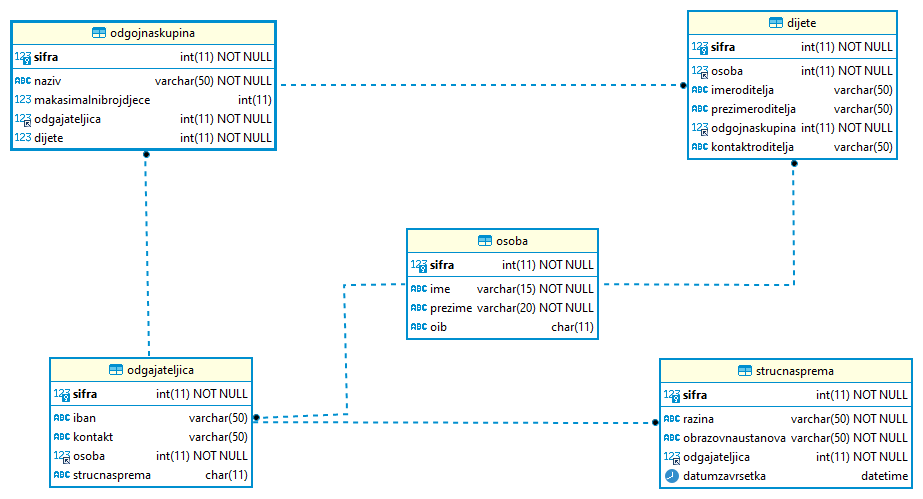 odgojnaskupina
123 sifra int(11) NOT NULL
ABC naziv varchar(50) NOT NULL
123 makasimalnibrojdjece int(11)
123 odgajateljica int(11) NOT NULL
123 dijete int(11) NOT NULL
dijete
123 sifra int(11) NOT NULL
123 osoba int(11) NOT NULL
ABC imeroditelja varchar(50)
ABC prezimeroditelja varchar(50)
123 odgojnaskupina int(11) NOT NULL
ABC kontaktroditelja varchar(50)
osoba
123 sifra int(11) NOT NULL
ABC ime varchar(15) NOT NULL
ABC prezime varchar(20) NOT NULL
ABC oib char(11)
odgajateljica
123 sifra int(11) NOT NULL
ABC iban varchar(50)
ABC kontakt varchar(50)
123 osoba int(11) NOT NULL
ABC strucnasprema char(11)
strucnasprema
123 sifra int(11) NOT NULL
ABC razina varchar(50) NOT NULL
ABC obrazovnaustanova varchar(50) NOT NULL
123 odgajateljica int(11) NOT NULL
datumzavrsetka datetime